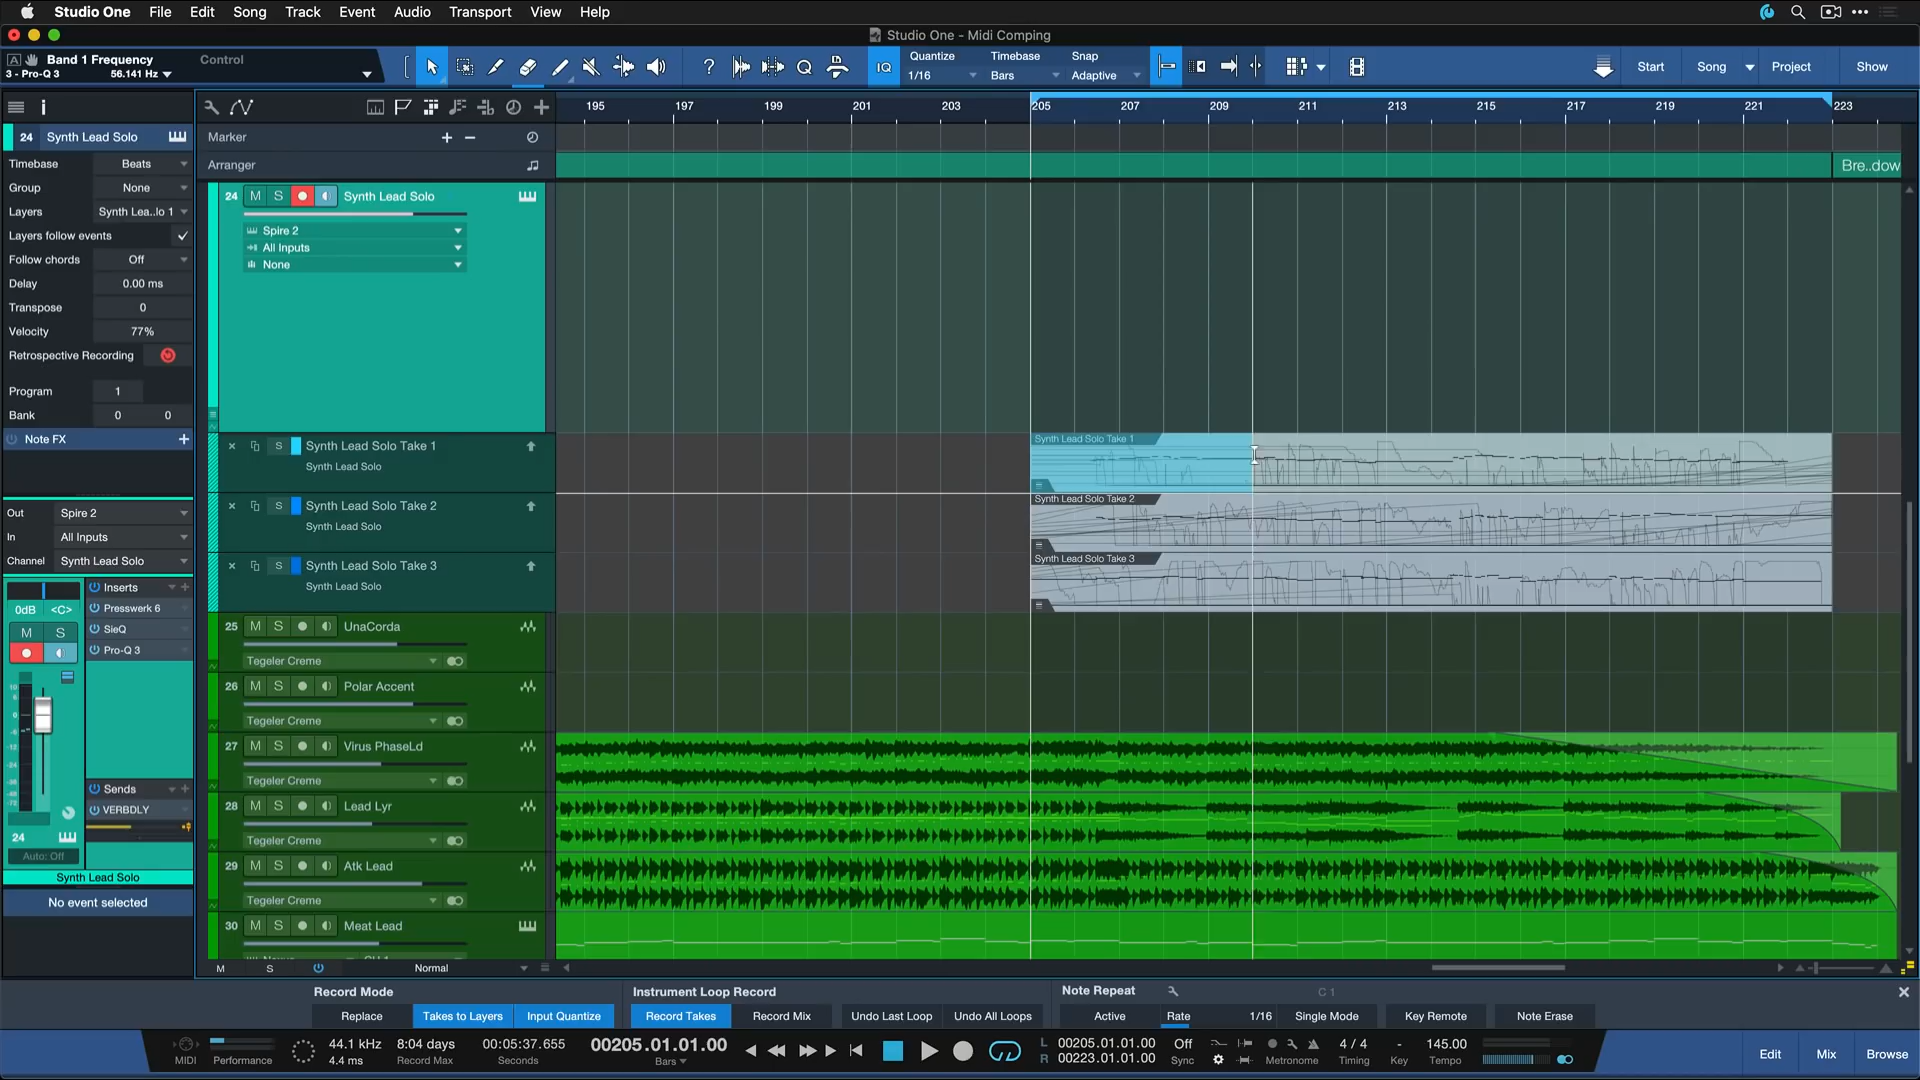 Studio One File Edit Song Track Event Audio Transport View Help
Studio One - Midi Comping
A Band 1 Frequency Control
3 - Pro-Q 3 56.141 Hz
? Q IQ
Quantize Timebase Snap
1/16 Bars Adaptive
Start Song Project Show
i
195 197 199 201 203 205 207 209 211 213 215 217 219 221 223
24 Synth Lead Solo
Marker + -
Arranger
Bre..dow
Timebase Beats
Group None
Layers Synth Lea..lo 1
Layers follow events
Follow chords Off
Delay 0.00 ms
Transpose 0
Velocity 77%
Retrospective Recording
Program 1
Bank 0 0
Note FX +
24 M S Synth Lead Solo
Spire 2
All Inputs
None
Synth Lead Solo Take 1
Synth Lead Solo
Synth Lead Solo Take 2
Synth Lead Solo
Synth Lead Solo Take 3
Synth Lead Solo
Synth Lead Solo Take 1
Synth Lead Solo Take 2
Synth Lead Solo Take 3
Out Spire 2
In All Inputs
Channel Synth Lead Solo
Inserts
0dB <C> Presswerk 6
M S SieQ
Pro-Q 3
Sends
VERBDLY
24
Auto: Off
Synth Lead Solo
No event selected
25 M S UnaCorda
Tegeler Creme
26 M S Polar Accent
Tegeler Creme
27 M S Virus PhaseLd
Tegeler Creme
28 M S Lead Lyr
Tegeler Creme
29 M S Atk Lead
Tegeler Creme
30 M S Meat Lead
M S Normal
Record Mode Instrument Loop Record Note Repeat C 1
Replace Takes to Layers Input Quantize Record Takes Record Mix Undo Last Loop Undo All Loops Active Rate 1/16 Single Mode Key Remote Note Erase
MIDI Performance
44.1 kHz 8:04 days 00:05:37.655 00205.01.01.00
4.4 ms Record Max Seconds Bars
L 00205.01.01.00
R 00223.01.01.00
Off 4 / 4 - 145.00
Sync Metronome Timing Key Tempo
Edit Mix Browse